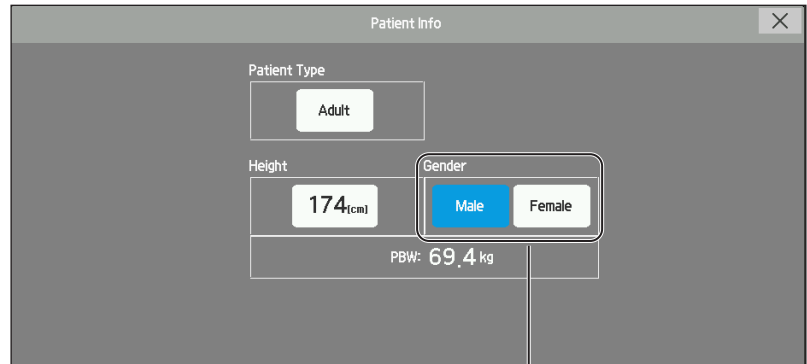 Patient Info
Patient Type
Adult
Height Gender
174[cm] Male Female
PBW: 69.4 kg